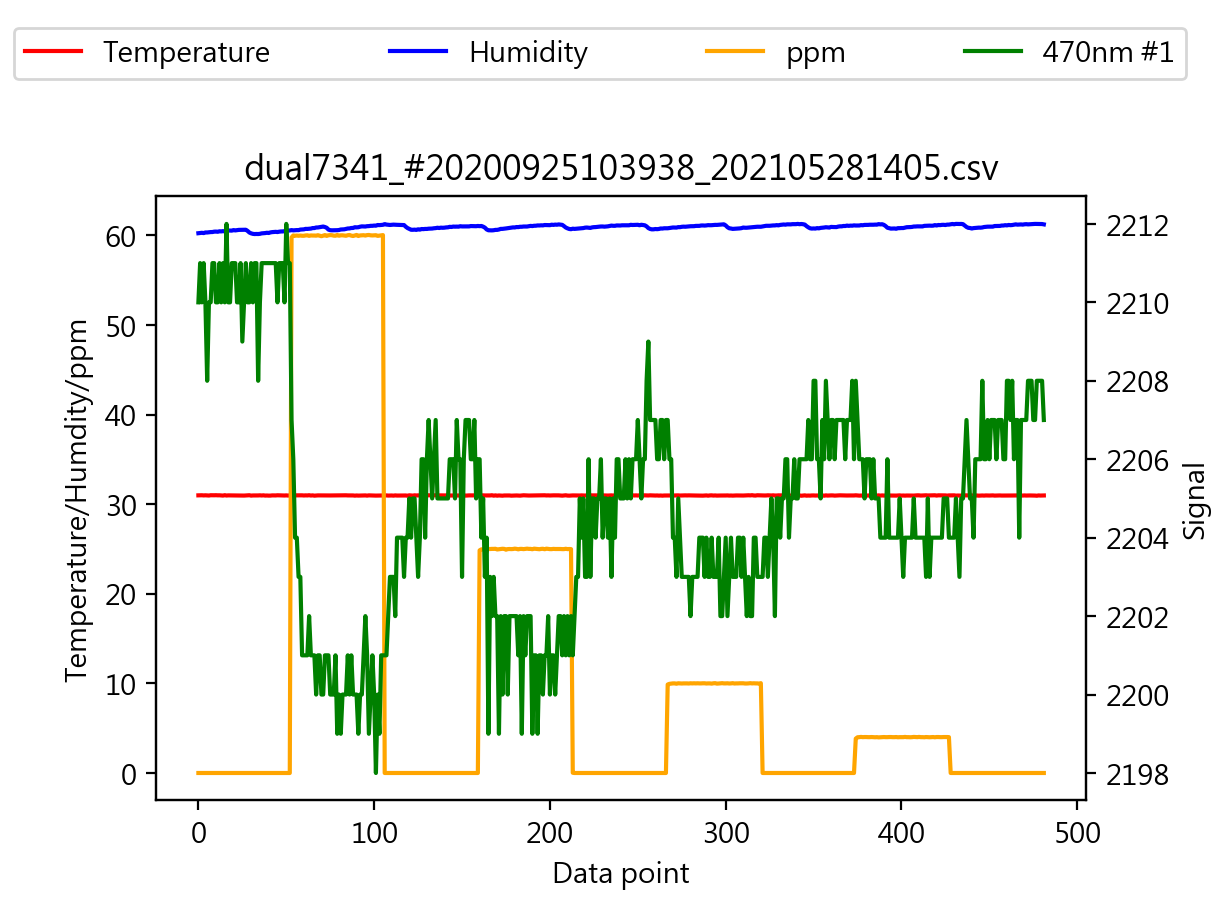 Temperature Humidity ppm 470nm #1
dual7341_#20200925103938_202105281405.csv
Temperature/Humdity/ppm
60
50
40
30
20
10
0
2212
2210
2208
2206
2204
2202
2200
2198
Signal
0 100 200 300 400 500
Data point